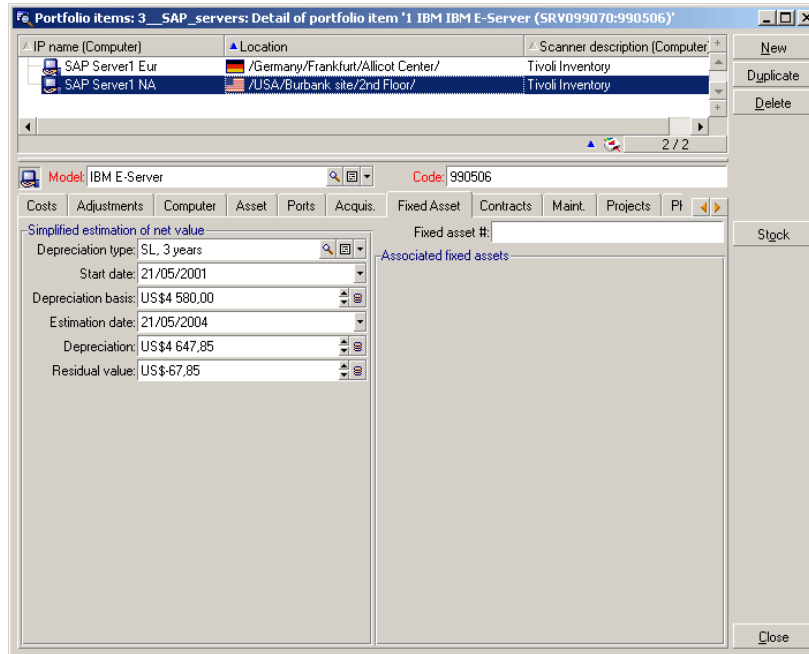 Portfolio items: 3__SAP_servers: Detail of portfolio item '1 IBM IBM E-Server (SRV099070:990506)'
IP name (Computer) Location Scanner description (Computer)
SAP Server1 Eur /Germany/Frankfurt/Allicot Center/ Tivoli Inventory
SAP Server1 NA /USA/Burbank site/2nd Floor/ Tivoli Inventory
2 / 2
New
Duplicate
Delete
Model: IBM E-Server Code: 990506
Costs Adjustments Computer Asset Ports Acquis. Fixed Asset Contracts Maint. Projects
Simplified estimation of net value
Depreciation type: SL, 3 years
Start date: 21/05/2001
Depreciation basis: US$4 580,00
Estimation date: 21/05/2004
Depreciation: US$4 647,85
Residual value: US$-67,85
Fixed asset #:
Associated fixed assets
Stock
Close